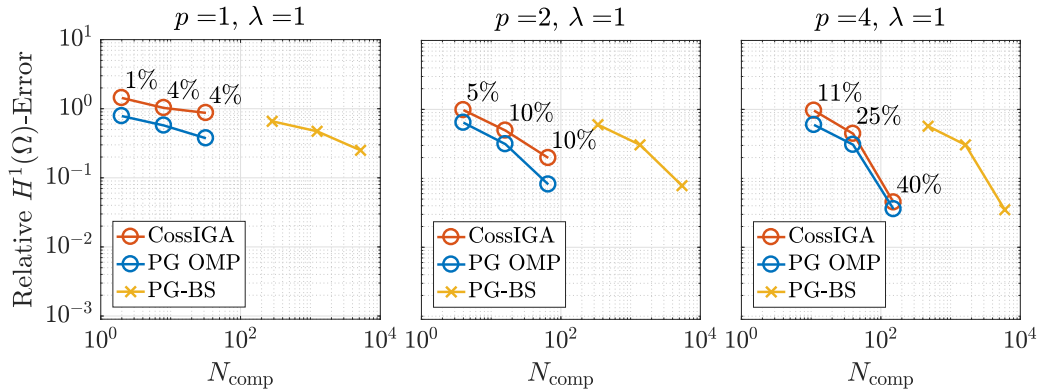 p =1, λ =1
p =2, λ =1
p =4, λ =1
Relative H¹(Ω)-Error
10¹
10⁰
10⁻¹
10⁻²
10⁻³
1%
4%
4%
CossIGA
PG OMP
PG-BS
10⁰
10²
10⁴
N_comp
5%
10%
10%
CossIGA
PG OMP
PG-BS
10⁰
10²
10⁴
N_comp
11%
25%
40%
CossIGA
PG OMP
PG-BS
10⁰
10²
10⁴
N_comp